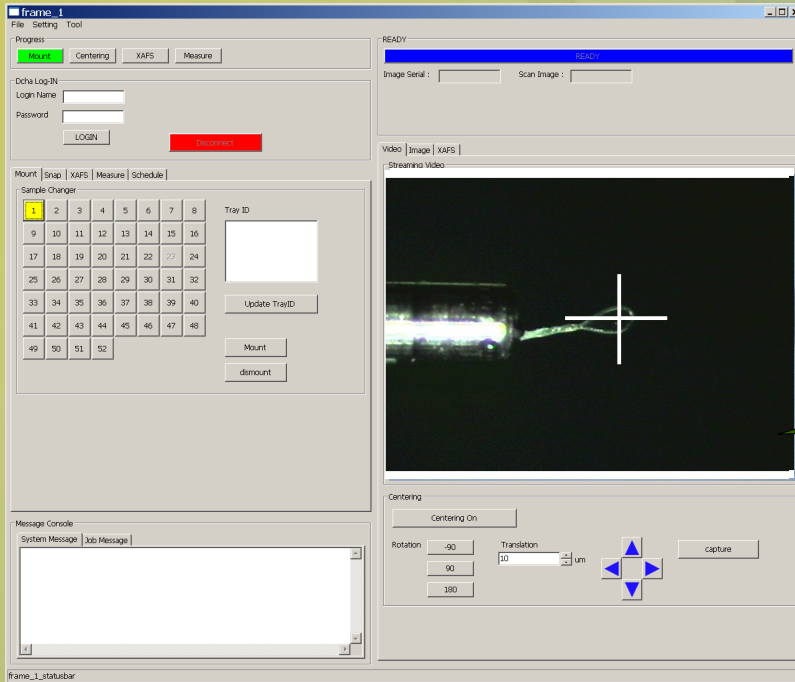 frame_1
File Setting Tool
Progress
Mount Centering XAFS Measure
Dcha Log-IN
Login Name
Password
LOGIN Disconnect
Mount Snap XAFS Measure Schedule
Sample Changer
1 2 3 4 5 6 7 8
9 10 11 12 13 14 15 16
17 18 19 20 21 22 23 24
25 26 27 28 29 30 31 32
33 34 35 36 37 38 39 40
41 42 43 44 45 46 47 48
49 50 51 52
Tray ID
Update TrayID
Mount
dismount
Message Console
System Message Job Message
READY
READY
Image Serial : Scan Image :
Video Image XAFS
Streaming Video
Centering
Centering On
Rotation -90 Translation capture
10 um
90
180
frame_1_statusbar